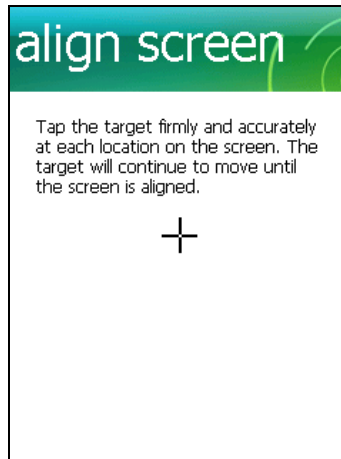 align screen
Tap the target firmly and accurately
at each location on the screen. The
target will continue to move until
the screen is aligned.